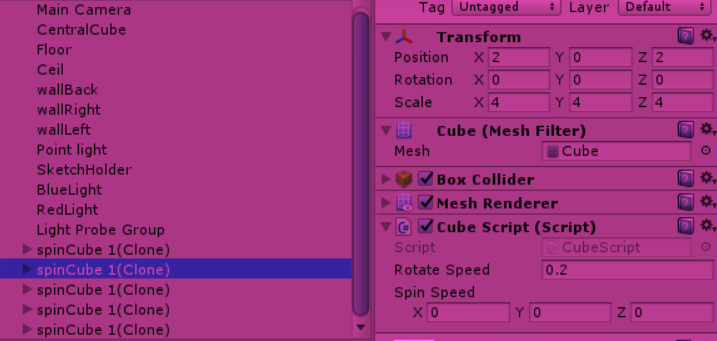 Main Camera
CentralCube
Floor
Ceil
wallBack
wallRight
wallLeft
Point light
SketchHolder
BlueLight
RedLight
Light Probe Group
spinCube 1(Clone)
spinCube 1(Clone)
spinCube 1(Clone)
spinCube 1(Clone)
spinCube 1(Clone)
Tag Untagged Layer Default
Transform
Position X 2 Y 0 Z 2
Rotation X 0 Y 0 Z 0
Scale X 4 Y 4 Z 4
Cube (Mesh Filter)
Mesh Cube
Box Collider
Mesh Renderer
Cube Script (Script)
Script CubeScript
Rotate Speed 0.2
Spin Speed
X 0 Y 0 Z 0